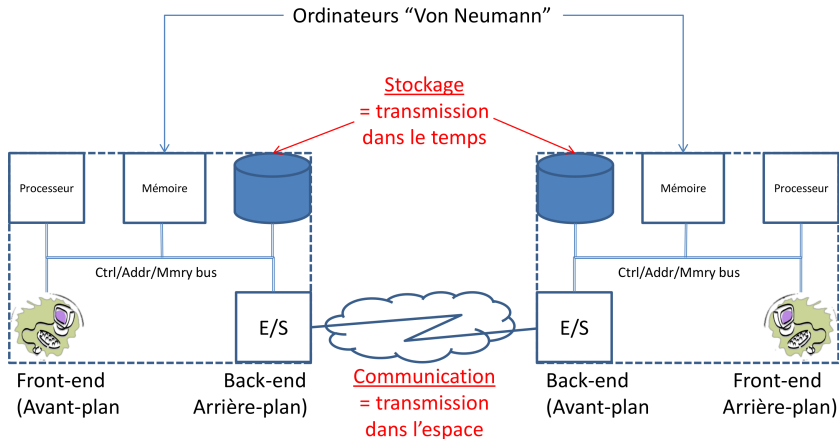 Ordinateurs “Von Neumann”
Stockage
= transmission
dans le temps
Processeur
Mémoire
Mémoire
Processeur
Ctrl/Addr/Mmry bus
Ctrl/Addr/Mmry bus
E/S
E/S
Front-end
(Avant-plan
Back-end
Arrière-plan)
Communication
= transmission
dans l’espace
Back-end
(Avant-plan
Front-end
Arrière-plan)